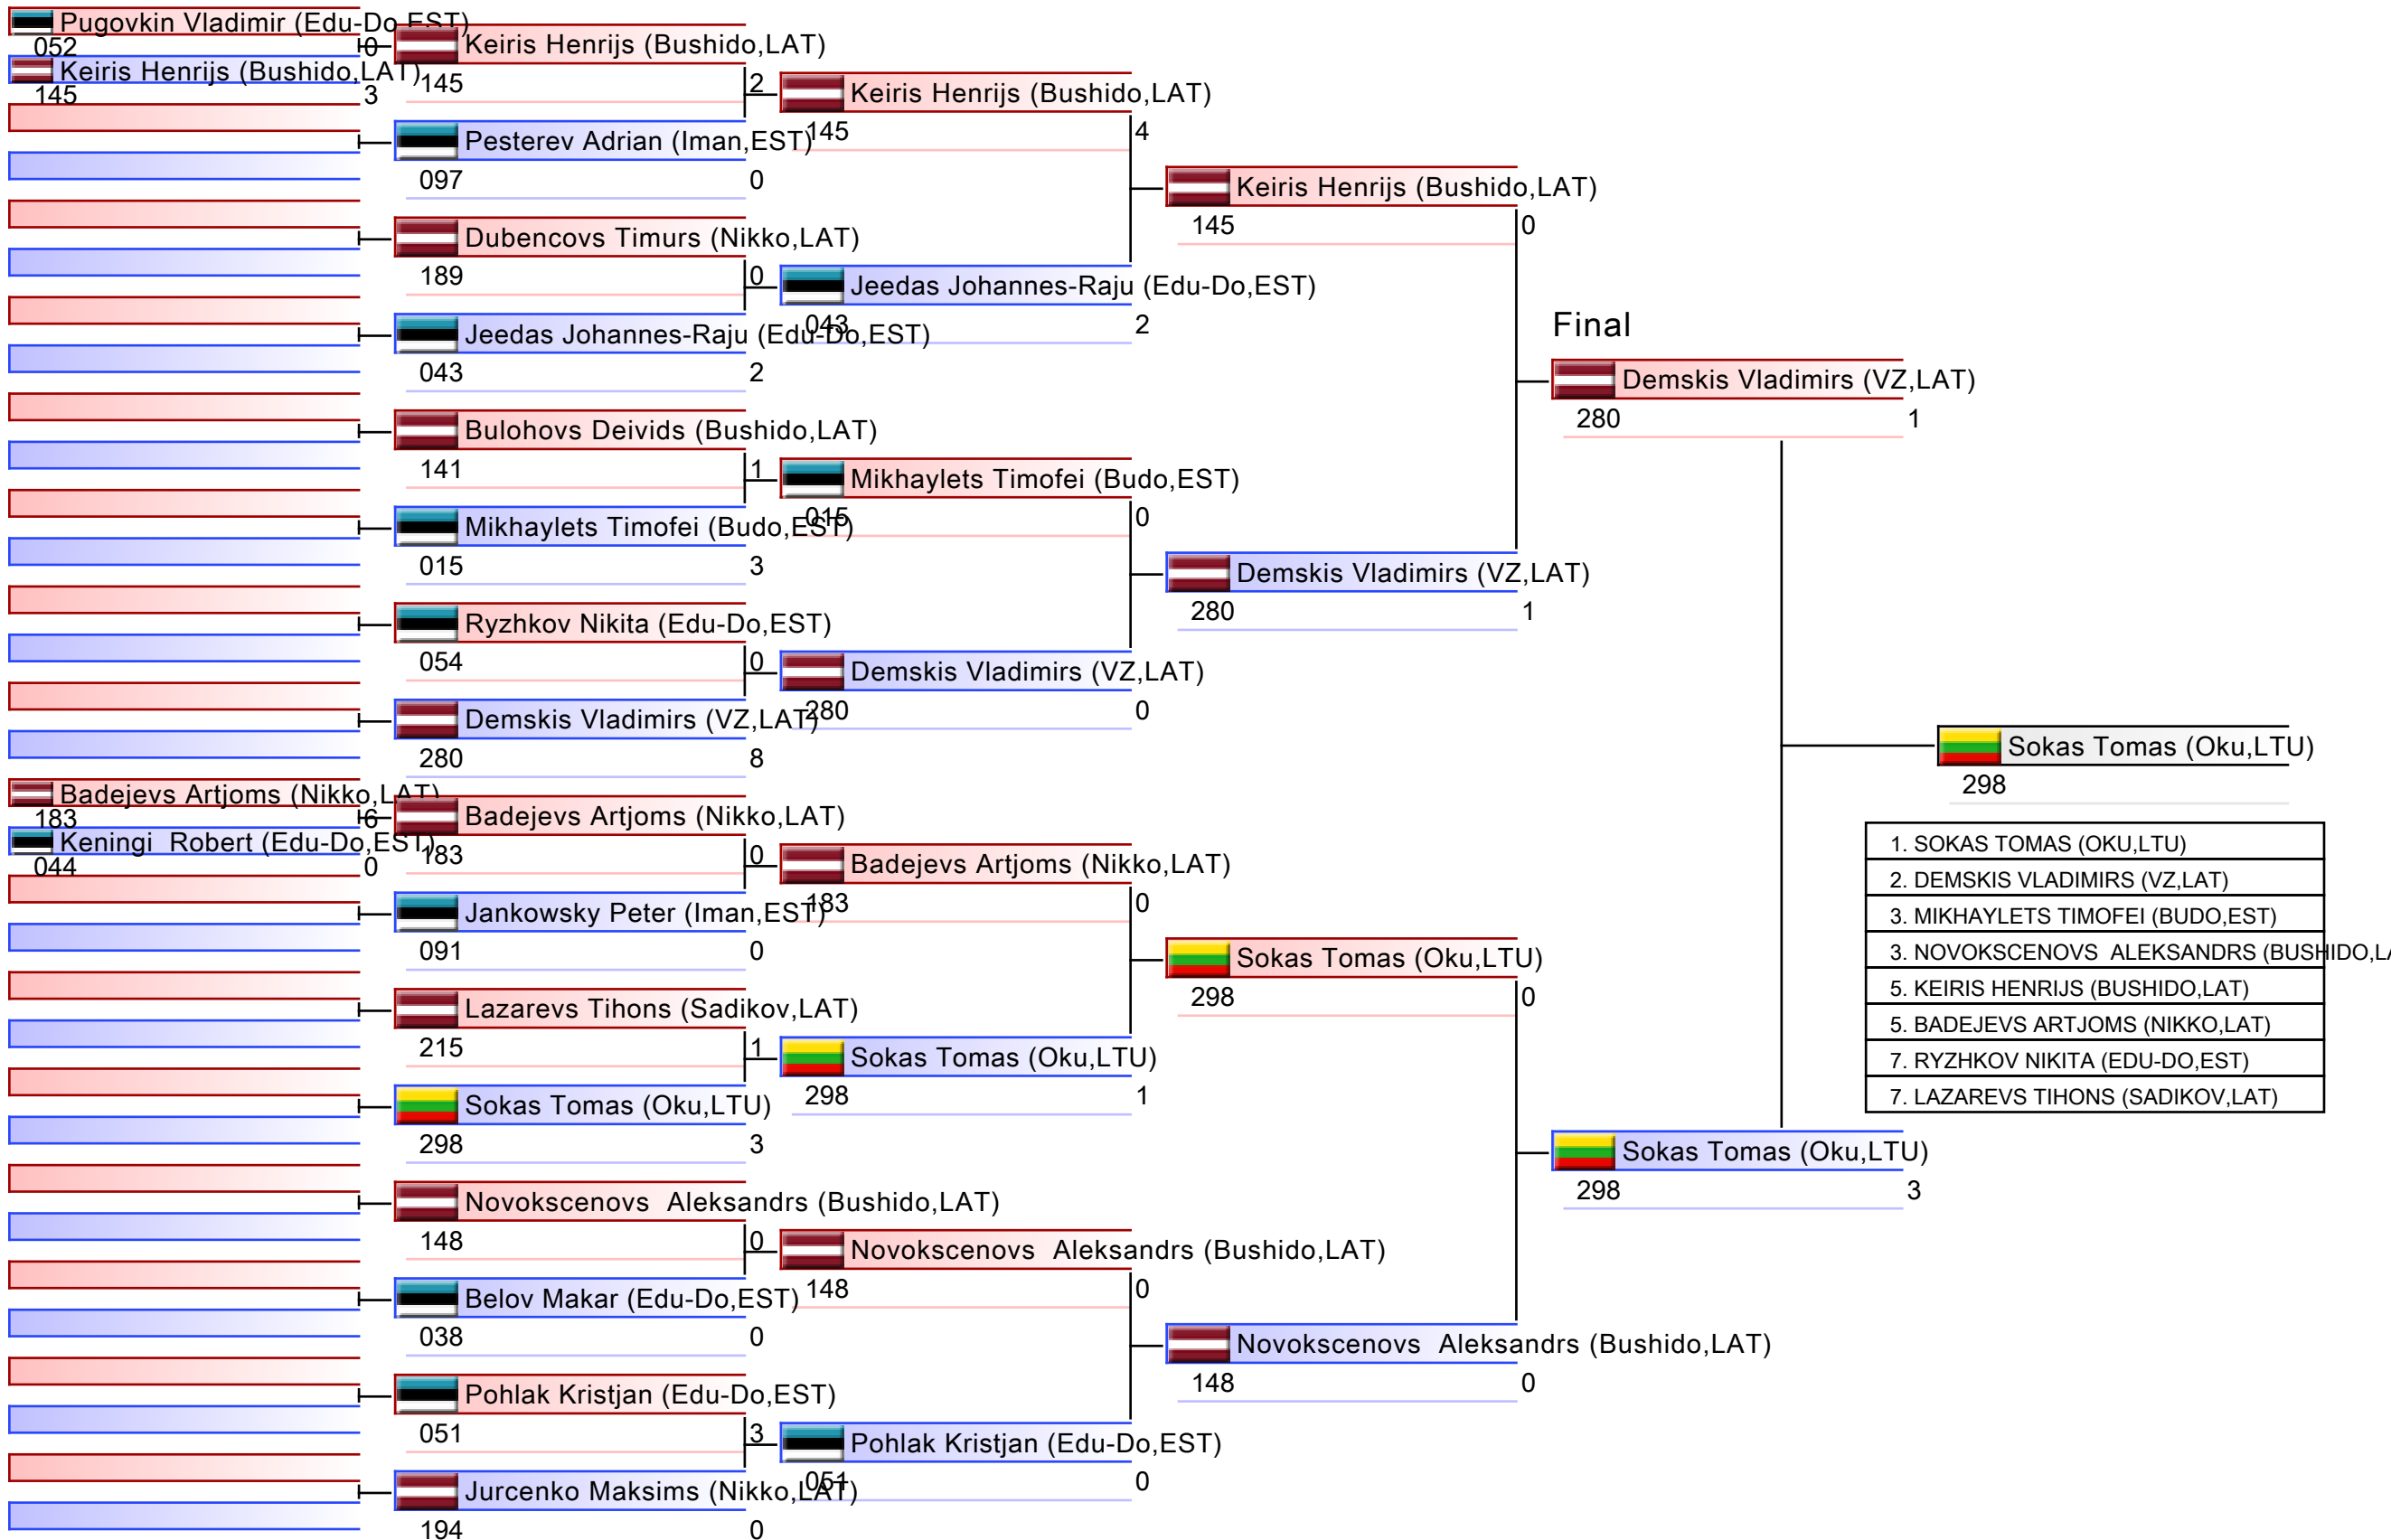 Pugovkin Vladimir (Edu-Do,EST)
052
0
Keiris Henrijs (Bushido,LAT)
145
3
Badejevs Artjoms (Nikko,LAT)
183
6
Keningi  Robert (Edu-Do,EST)
044
0
Keiris Henrijs (Bushido,LAT)
145
2
Pesterev Adrian (Iman,EST)
097
0
Dubencovs Timurs (Nikko,LAT)
189
0
Jeedas Johannes-Raju (Edu-Do,EST)
043
2
Bulohovs Deivids (Bushido,LAT)
141
1
Mikhaylets Timofei (Budo,EST)
015
3
Ryzhkov Nikita (Edu-Do,EST)
054
0
Demskis Vladimirs (VZ,LAT)
280
8
Badejevs Artjoms (Nikko,LAT)
183
0
Jankowsky Peter (Iman,EST)
091
0
Lazarevs Tihons (Sadikov,LAT)
215
1
Sokas Tomas (Oku,LTU)
298
3
Novokscenovs  Aleksandrs (Bushido,LAT)
148
0
Belov Makar (Edu-Do,EST)
038
0
Pohlak Kristjan (Edu-Do,EST)
051
3
Jurcenko Maksims (Nikko,LAT)
194
0
Keiris Henrijs (Bushido,LAT)
145
4
Jeedas Johannes-Raju (Edu-Do,EST)
043
2
Mikhaylets Timofei (Budo,EST)
015
0
Demskis Vladimirs (VZ,LAT)
280
0
Badejevs Artjoms (Nikko,LAT)
183
0
Sokas Tomas (Oku,LTU)
298
1
Novokscenovs  Aleksandrs (Bushido,LAT)
148
0
Pohlak Kristjan (Edu-Do,EST)
051
0
Keiris Henrijs (Bushido,LAT)
145
0
Demskis Vladimirs (VZ,LAT)
280
1
Sokas Tomas (Oku,LTU)
298
0
Novokscenovs  Aleksandrs (Bushido,LAT)
148
0
Final
Demskis Vladimirs (VZ,LAT)
280
1
Sokas Tomas (Oku,LTU)
298
3
Sokas Tomas (Oku,LTU)
298
1. SOKAS TOMAS (OKU,LTU)
2. DEMSKIS VLADIMIRS (VZ,LAT)
3. MIKHAYLETS TIMOFEI (BUDO,EST)
3. NOVOKSCENOVS  ALEKSANDRS (BUSHIDO,LA
5. KEIRIS HENRIJS (BUSHIDO,LAT)
5. BADEJEVS ARTJOMS (NIKKO,LAT)
7. RYZHKOV NIKITA (EDU-DO,EST)
7. LAZAREVS TIHONS (SADIKOV,LAT)